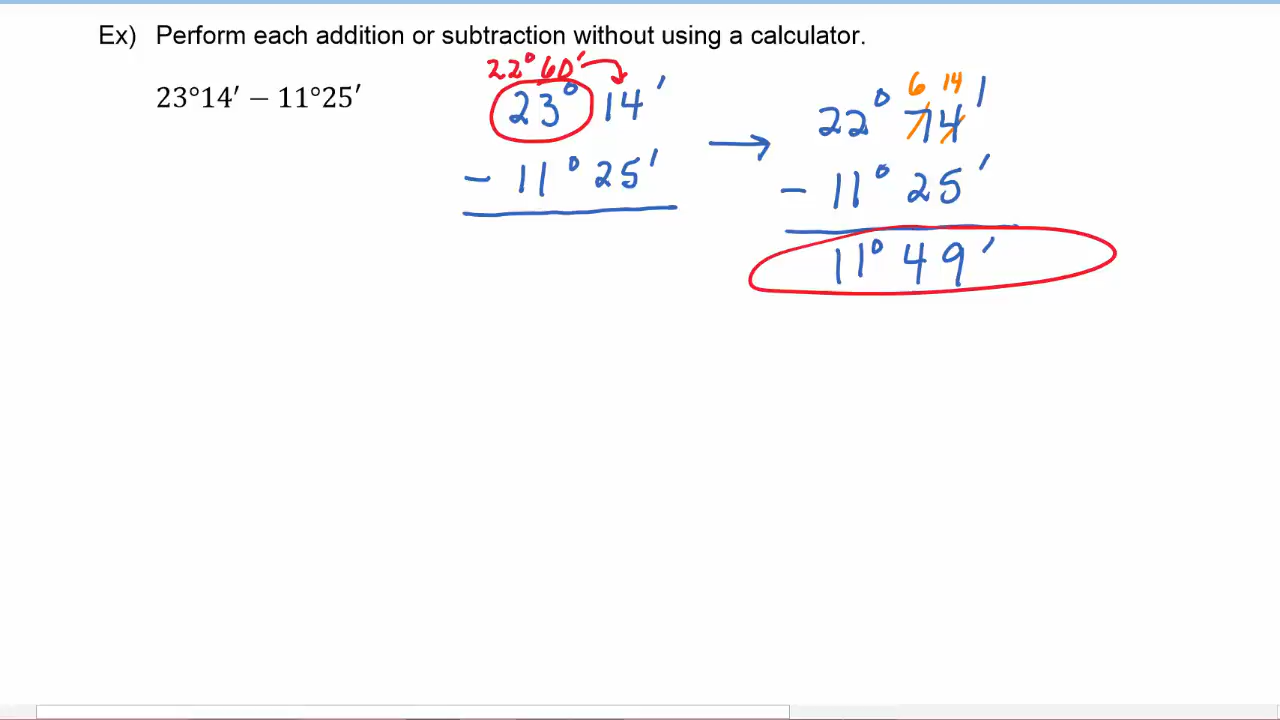 Ex) Perform each addition or subtraction without using a calculator.
23°14′ − 11°25′
22° 60′
23° 14′
− 11° 25′
→
6 14
22° 74′
− 11° 25′
11° 49′